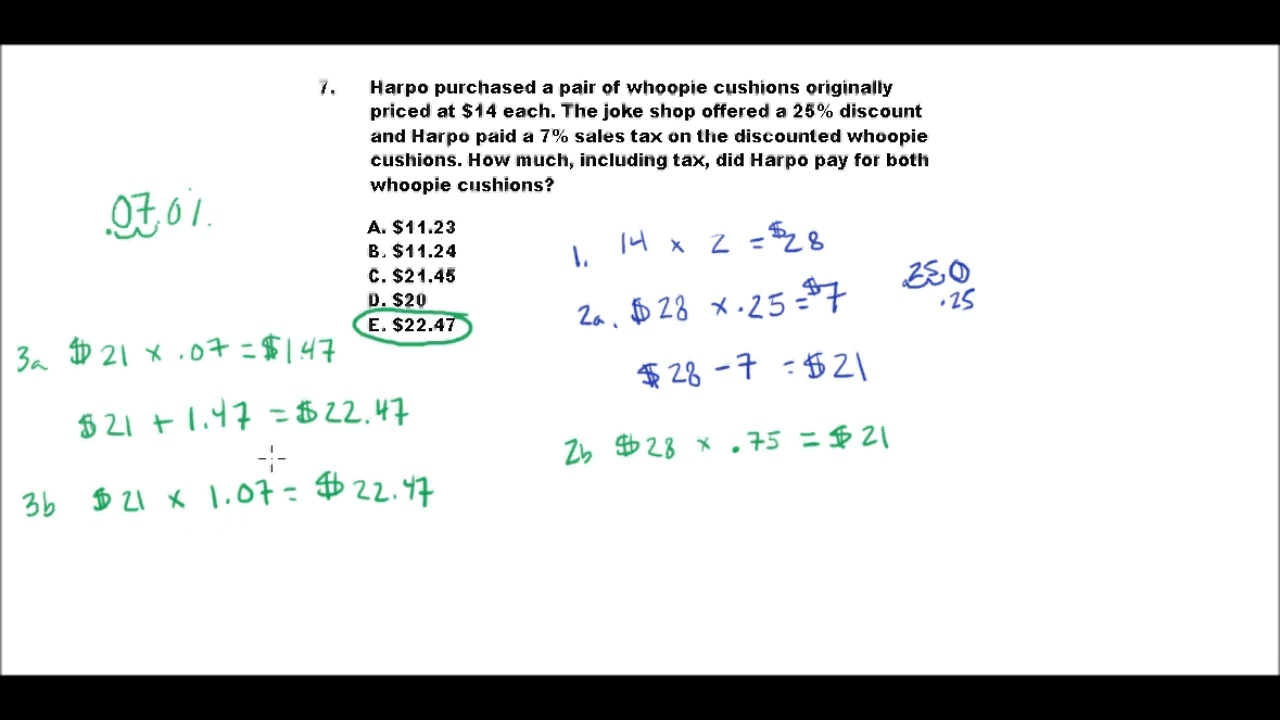 7. Harpo purchased a pair of whoopie cushions originally
priced at $14 each. The joke shop offered a 25% discount
and Harpo paid a 7% sales tax on the discounted whoopie
cushions. How much, including tax, did Harpo pay for both
whoopie cushions?
A. $11.23
B. $11.24
C. $21.45
D. $20
E. $22.47
.07.0%
1. 14 x 2 = $28
2a. $28 x .25 = $7
.25.0
.25
$28 - 7 = $21
2b $28 x .75 = $21
3a $21 x .07 = $1.47
$21 + 1.47 = $22.47
3b $21 x 1.07 = $22.47